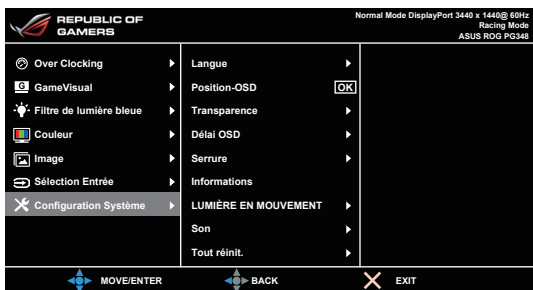 REPUBLIC OF
GAMERS
Normal Mode DisplayPort 3440 x 1440@ 60Hz
Racing Mode
ASUS ROG PG348
Over Clocking
G GameVisual
Filtre de lumière bleue
Couleur
Image
Sélection Entrée
Configuration Système
Langue
Position-OSD OK
Transparence
Délai OSD
Serrure
Informations
LUMIÈRE EN MOUVEMENT
Son
Tout réinit.
MOVE/ENTER BACK EXIT